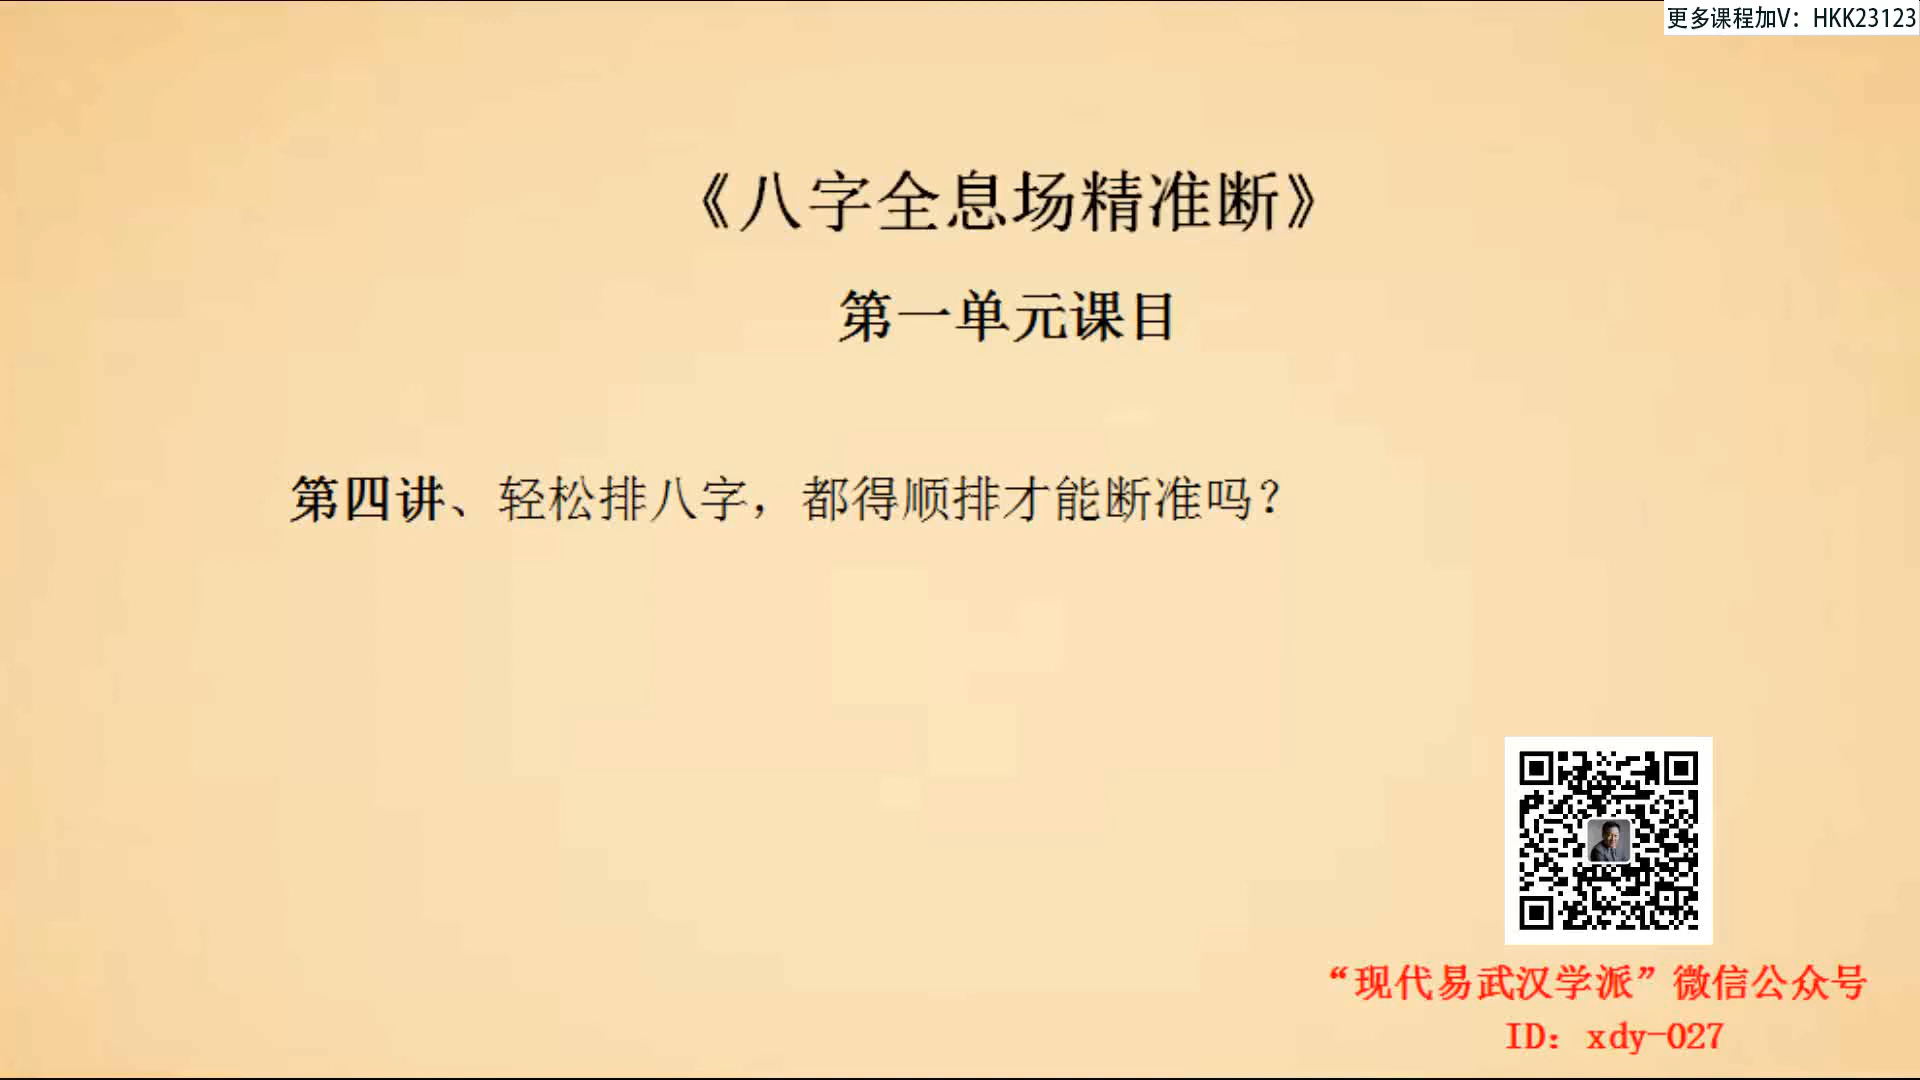 更多课程加V：HKK23123
《八字全息场精准断》
第一单元课目
第四讲、轻松排八字，都得顺排才能断准吗？
“现代易武汉学派”微信公众号
ID：xdy-027